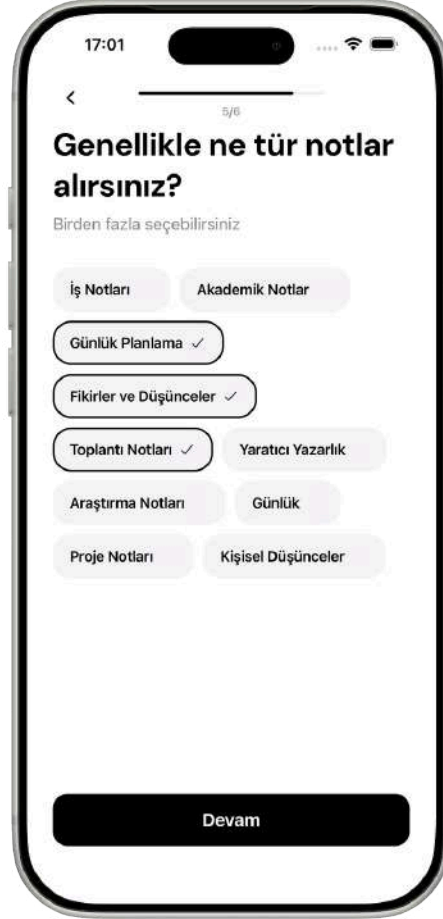 17:01
5/6
Genellikle ne tür notlar
alırsınız?
Birden fazla seçebilirsiniz
İş Notları Akademik Notlar
Günlük Planlama ✓
Fikirler ve Düşünceler ✓
Toplantı Notları ✓ Yaratıcı Yazarlık
Araştırma Notları Günlük
Proje Notları Kişisel Düşünceler
Devam